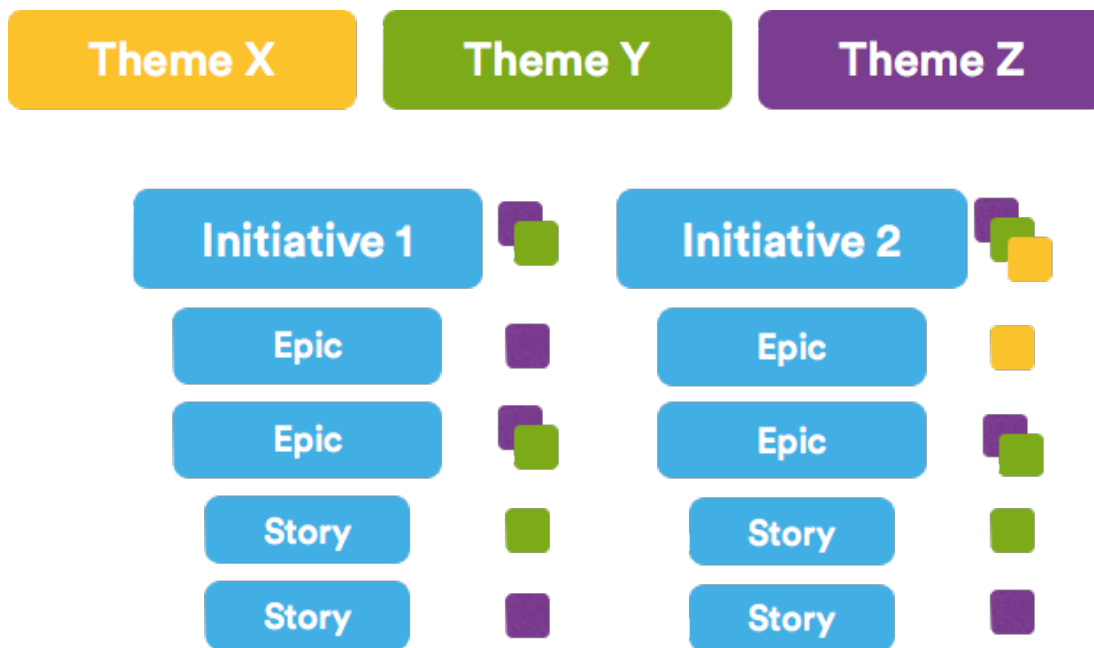 Theme X
Theme Y
Theme Z
Initiative 1
Initiative 2
Epic
Epic
Epic
Epic
Story
Story
Story
Story